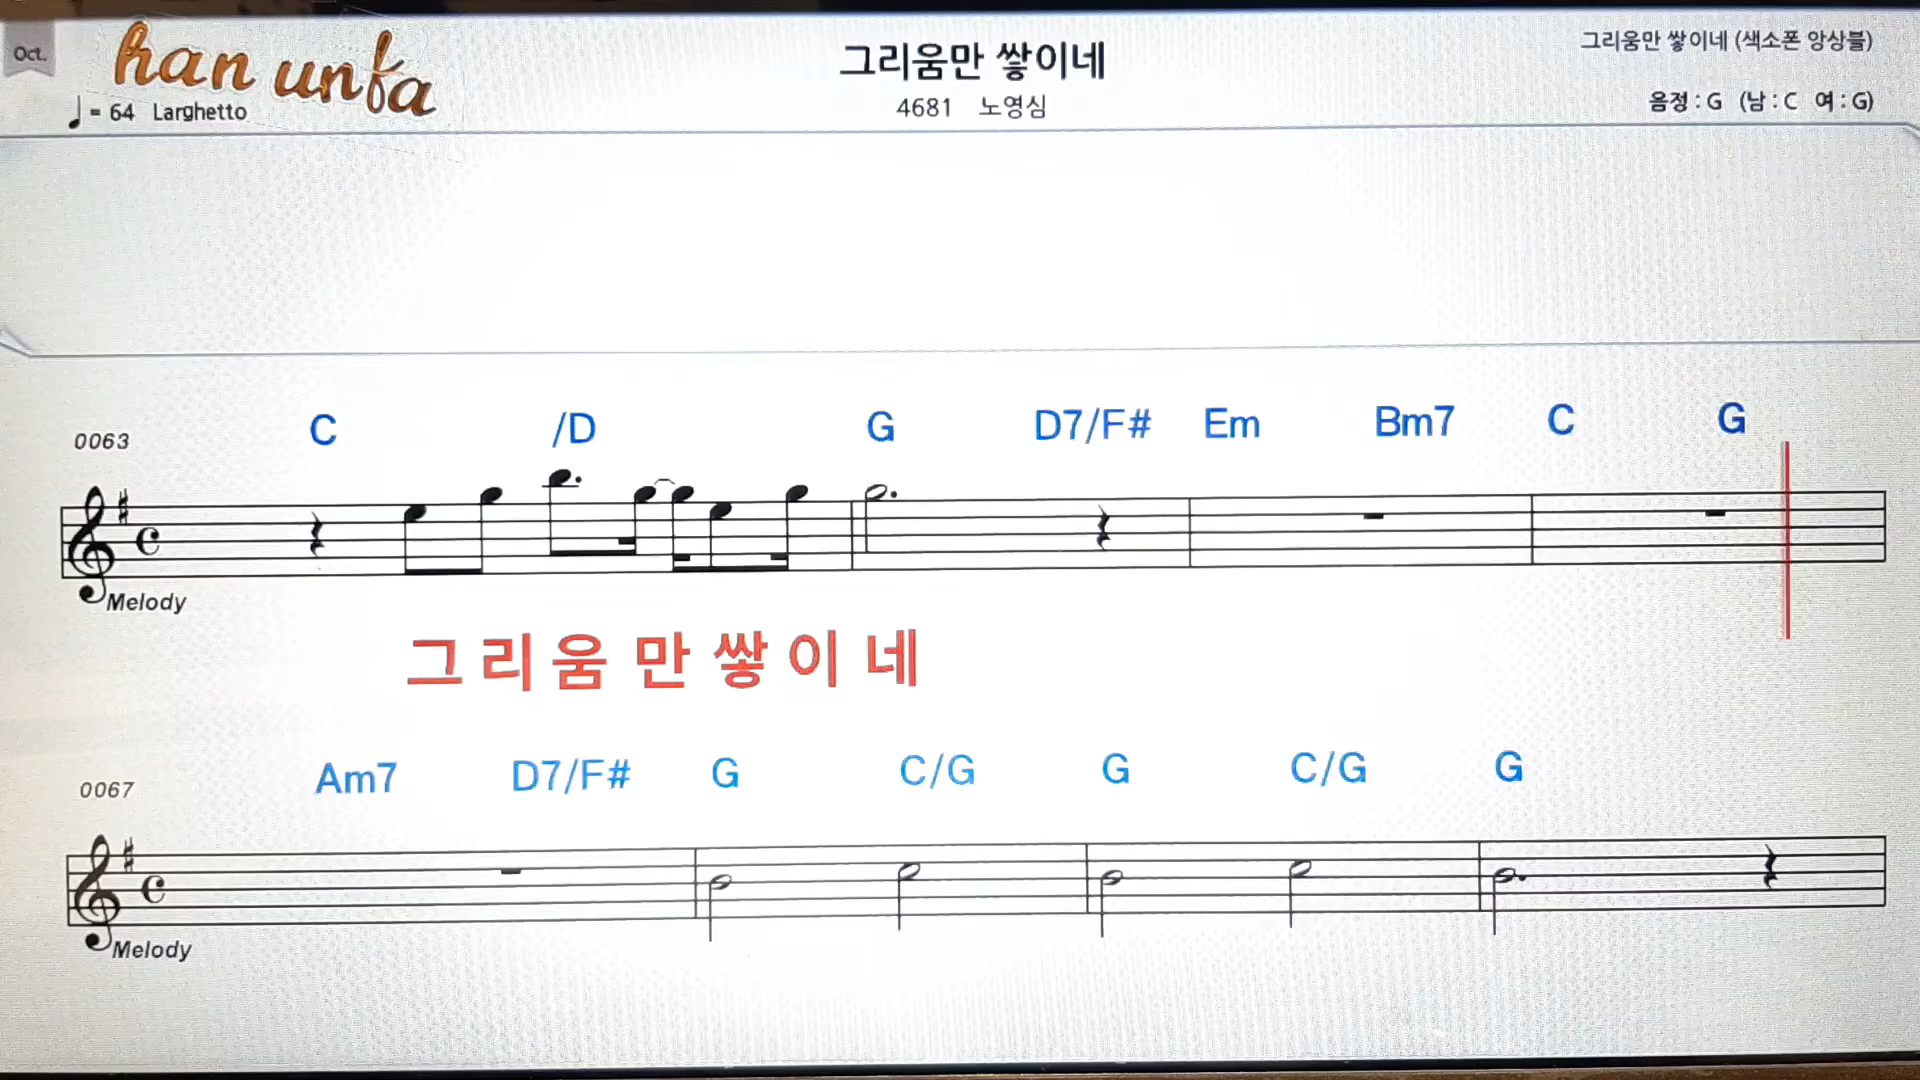 Oct.
han unfa
그리움만 쌓이네
그리움만 쌓이네 (색소폰 앙상블)
= 64 Larghetto
4681 노영심
음정 : G (남 : C 여 : G)
C /D G D7/F# Em Bm7 C G
0063
Melody
그리움만쌓이네
Am7 D7/F# G C/G G C/G G
0067
Melody